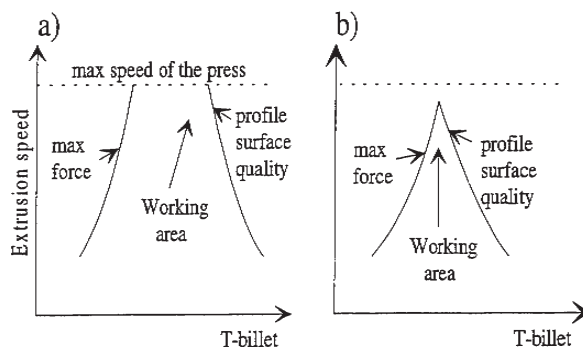 a)
max speed of the press
Extrusion speed
max
force
profile
surface
quality
Working
area
T-billet
b)
max
force
profile
surface
quality
Working
area
T-billet